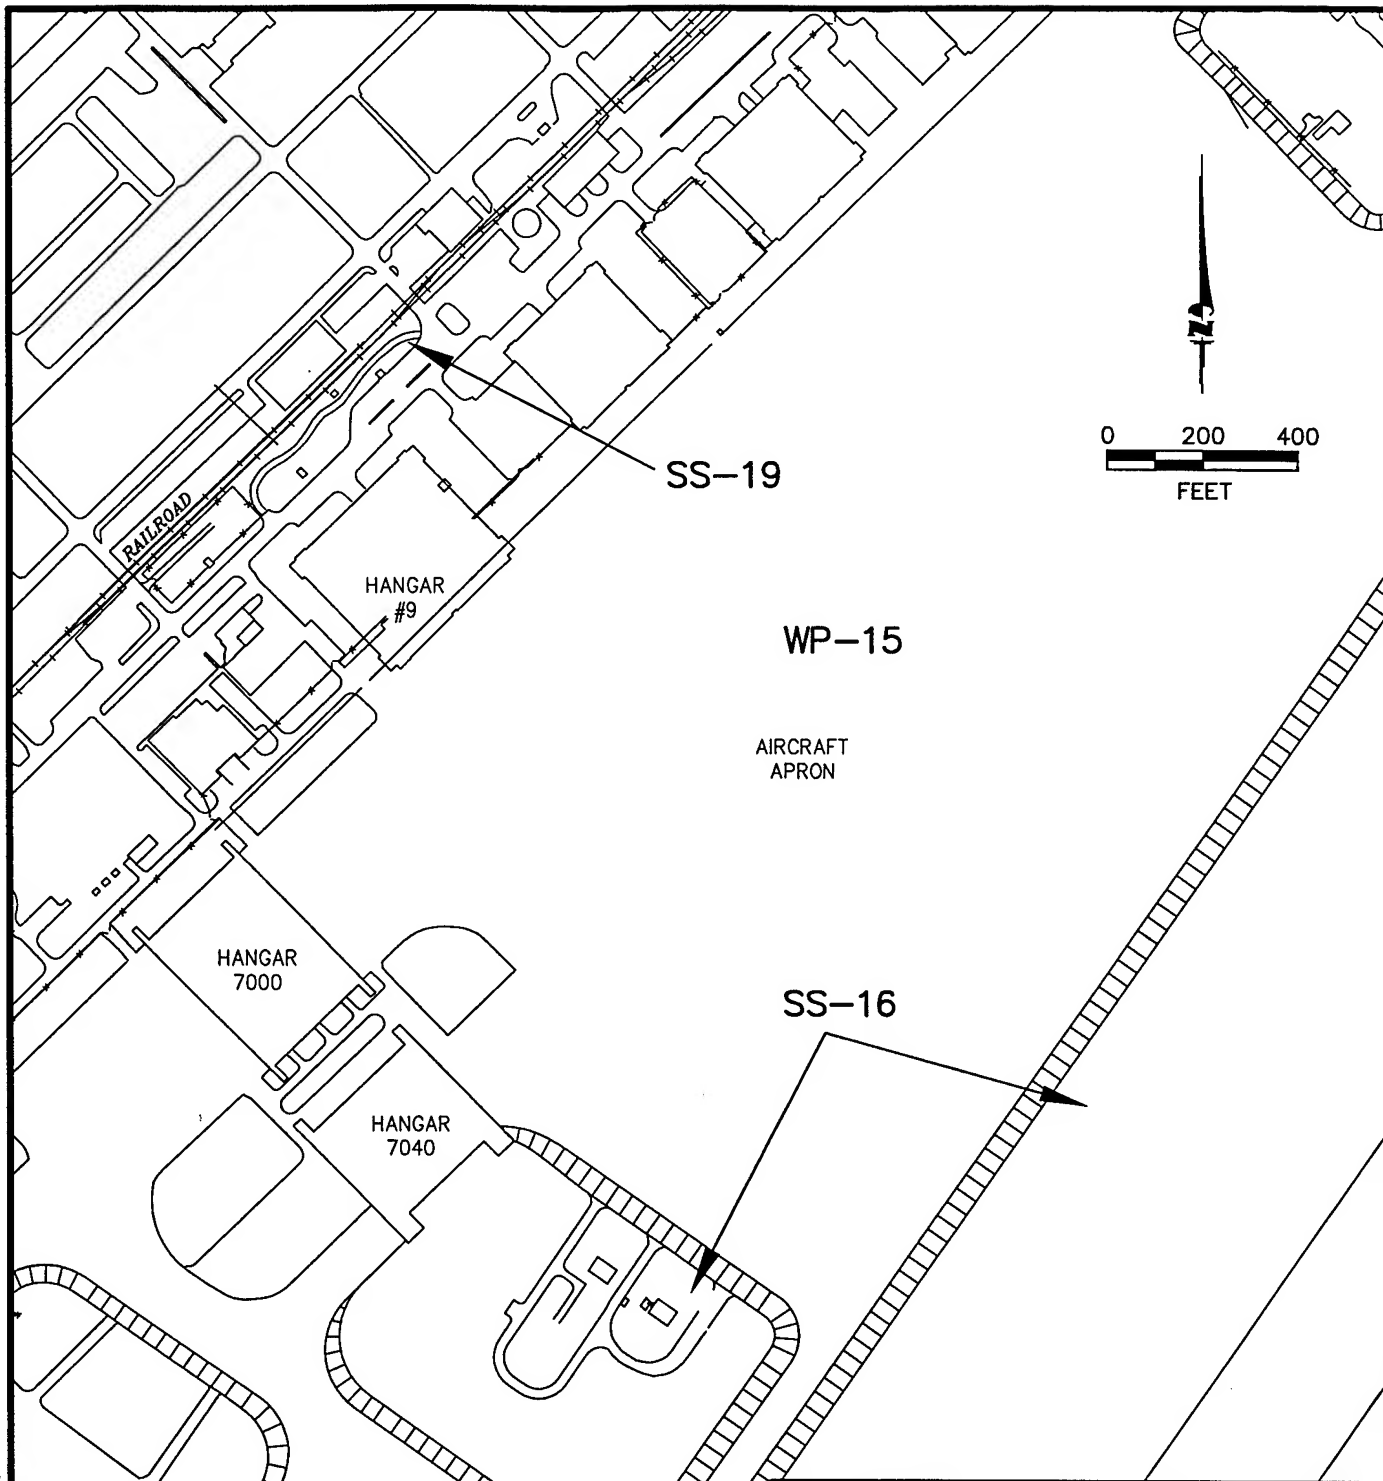 N
0 200 400
FEET
SS-19
RAILROAD
HANGAR
#9
WP-15
AIRCRAFT
APRON
HANGAR
7000
SS-16
HANGAR
7040